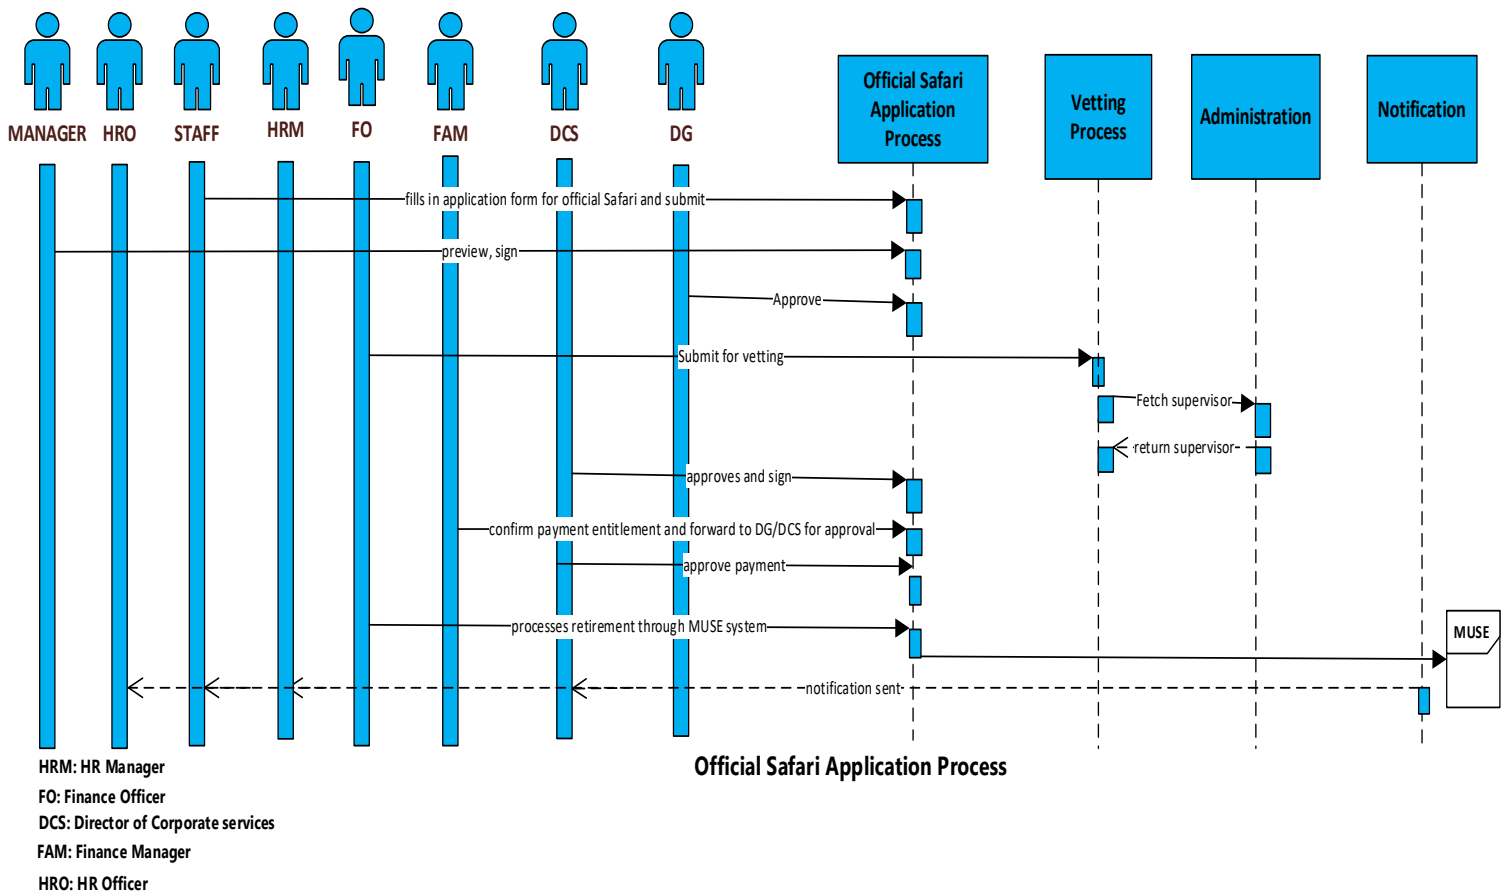 MANAGER
HRO
STAFF
HRM
FO
FAM
DCS
DG
Official Safari
Application
Process
Vetting
Process
Administration
Notification
fills in application form for official Safari and submit
preview, sign
Approve
Submit for vetting
Fetch supervisor
return supervisor
approves and sign
confirm payment entitlement and forward to DG/DCS for approval
approve payment
processes retirement through MUSE system
MUSE
notification sent
Official Safari Application Process
HRM: HR Manager
FO: Finance Officer
DCS: Director of Corporate services
FAM: Finance Manager
HRO: HR Officer